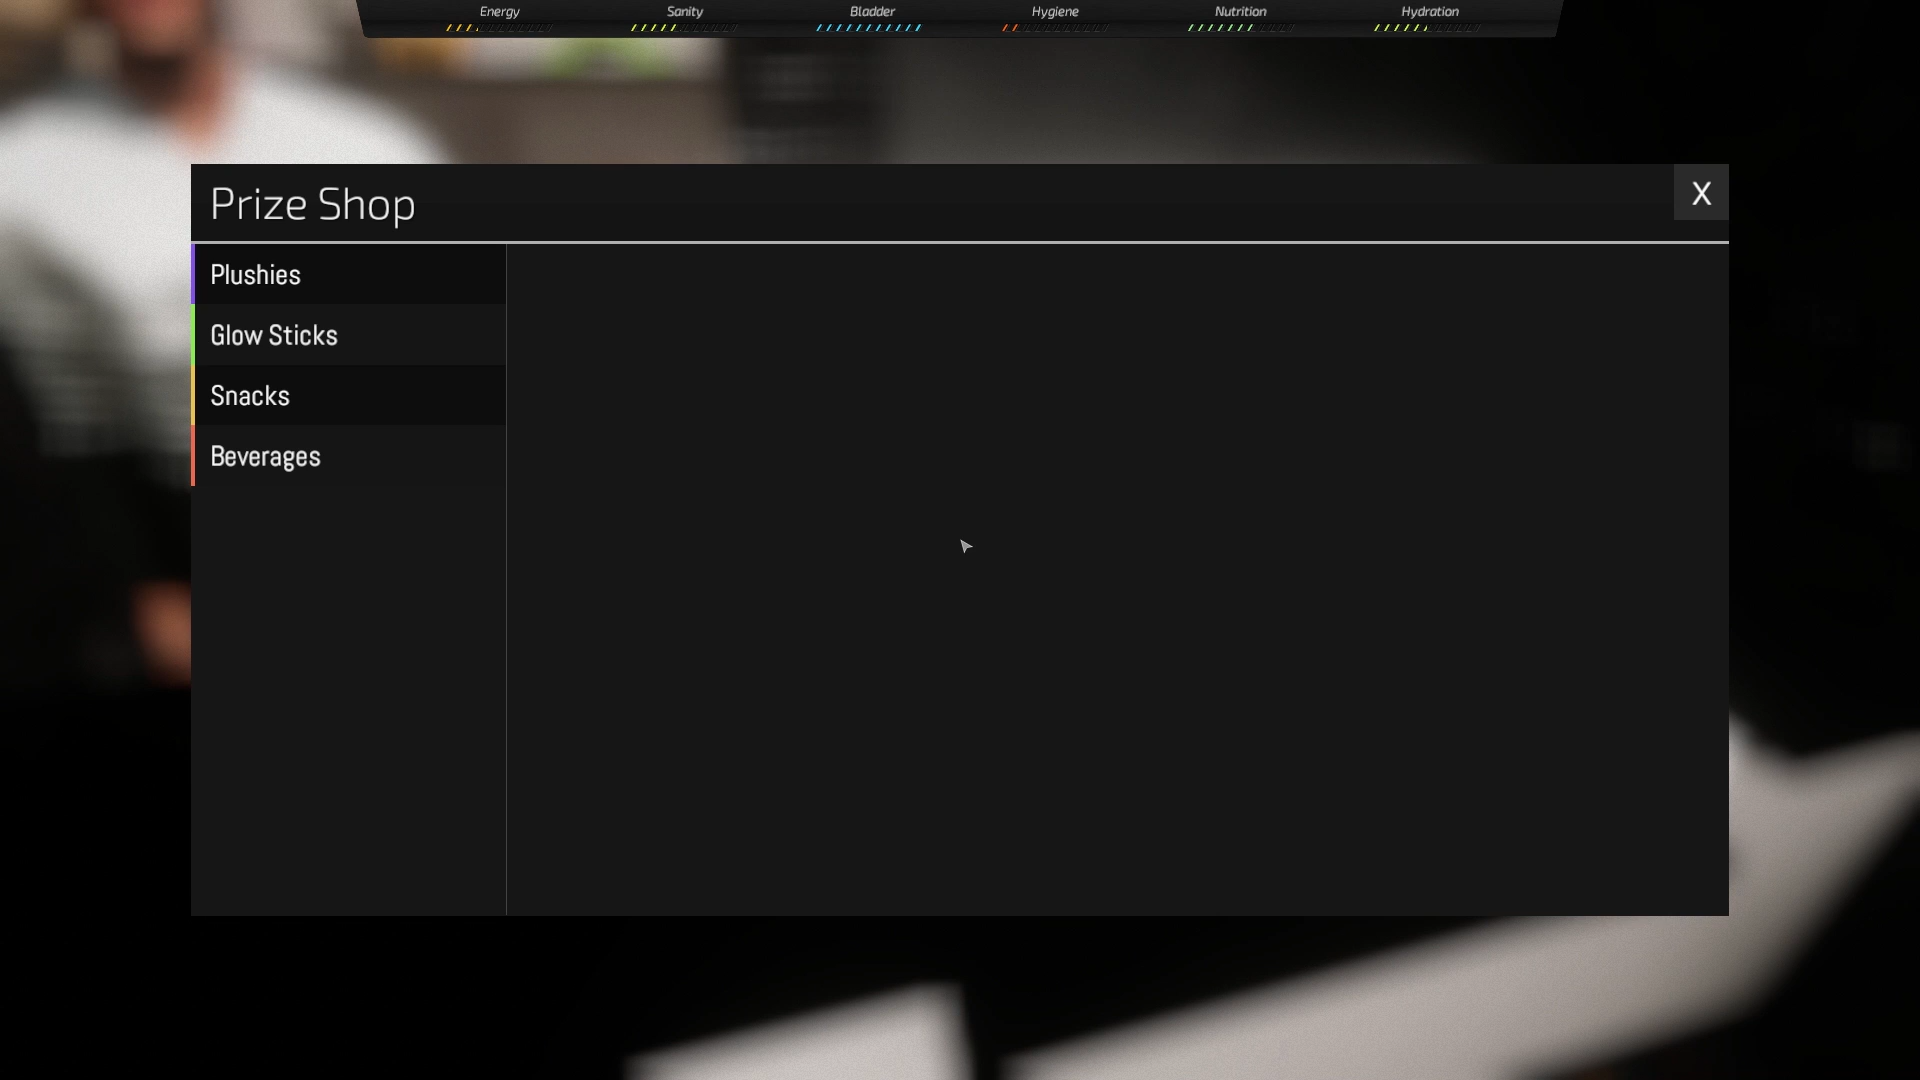 Energy Sanity Bladder Hygiene Nutrition Hydration
Prize Shop
X
Plushies
Glow Sticks
Snacks
Beverages